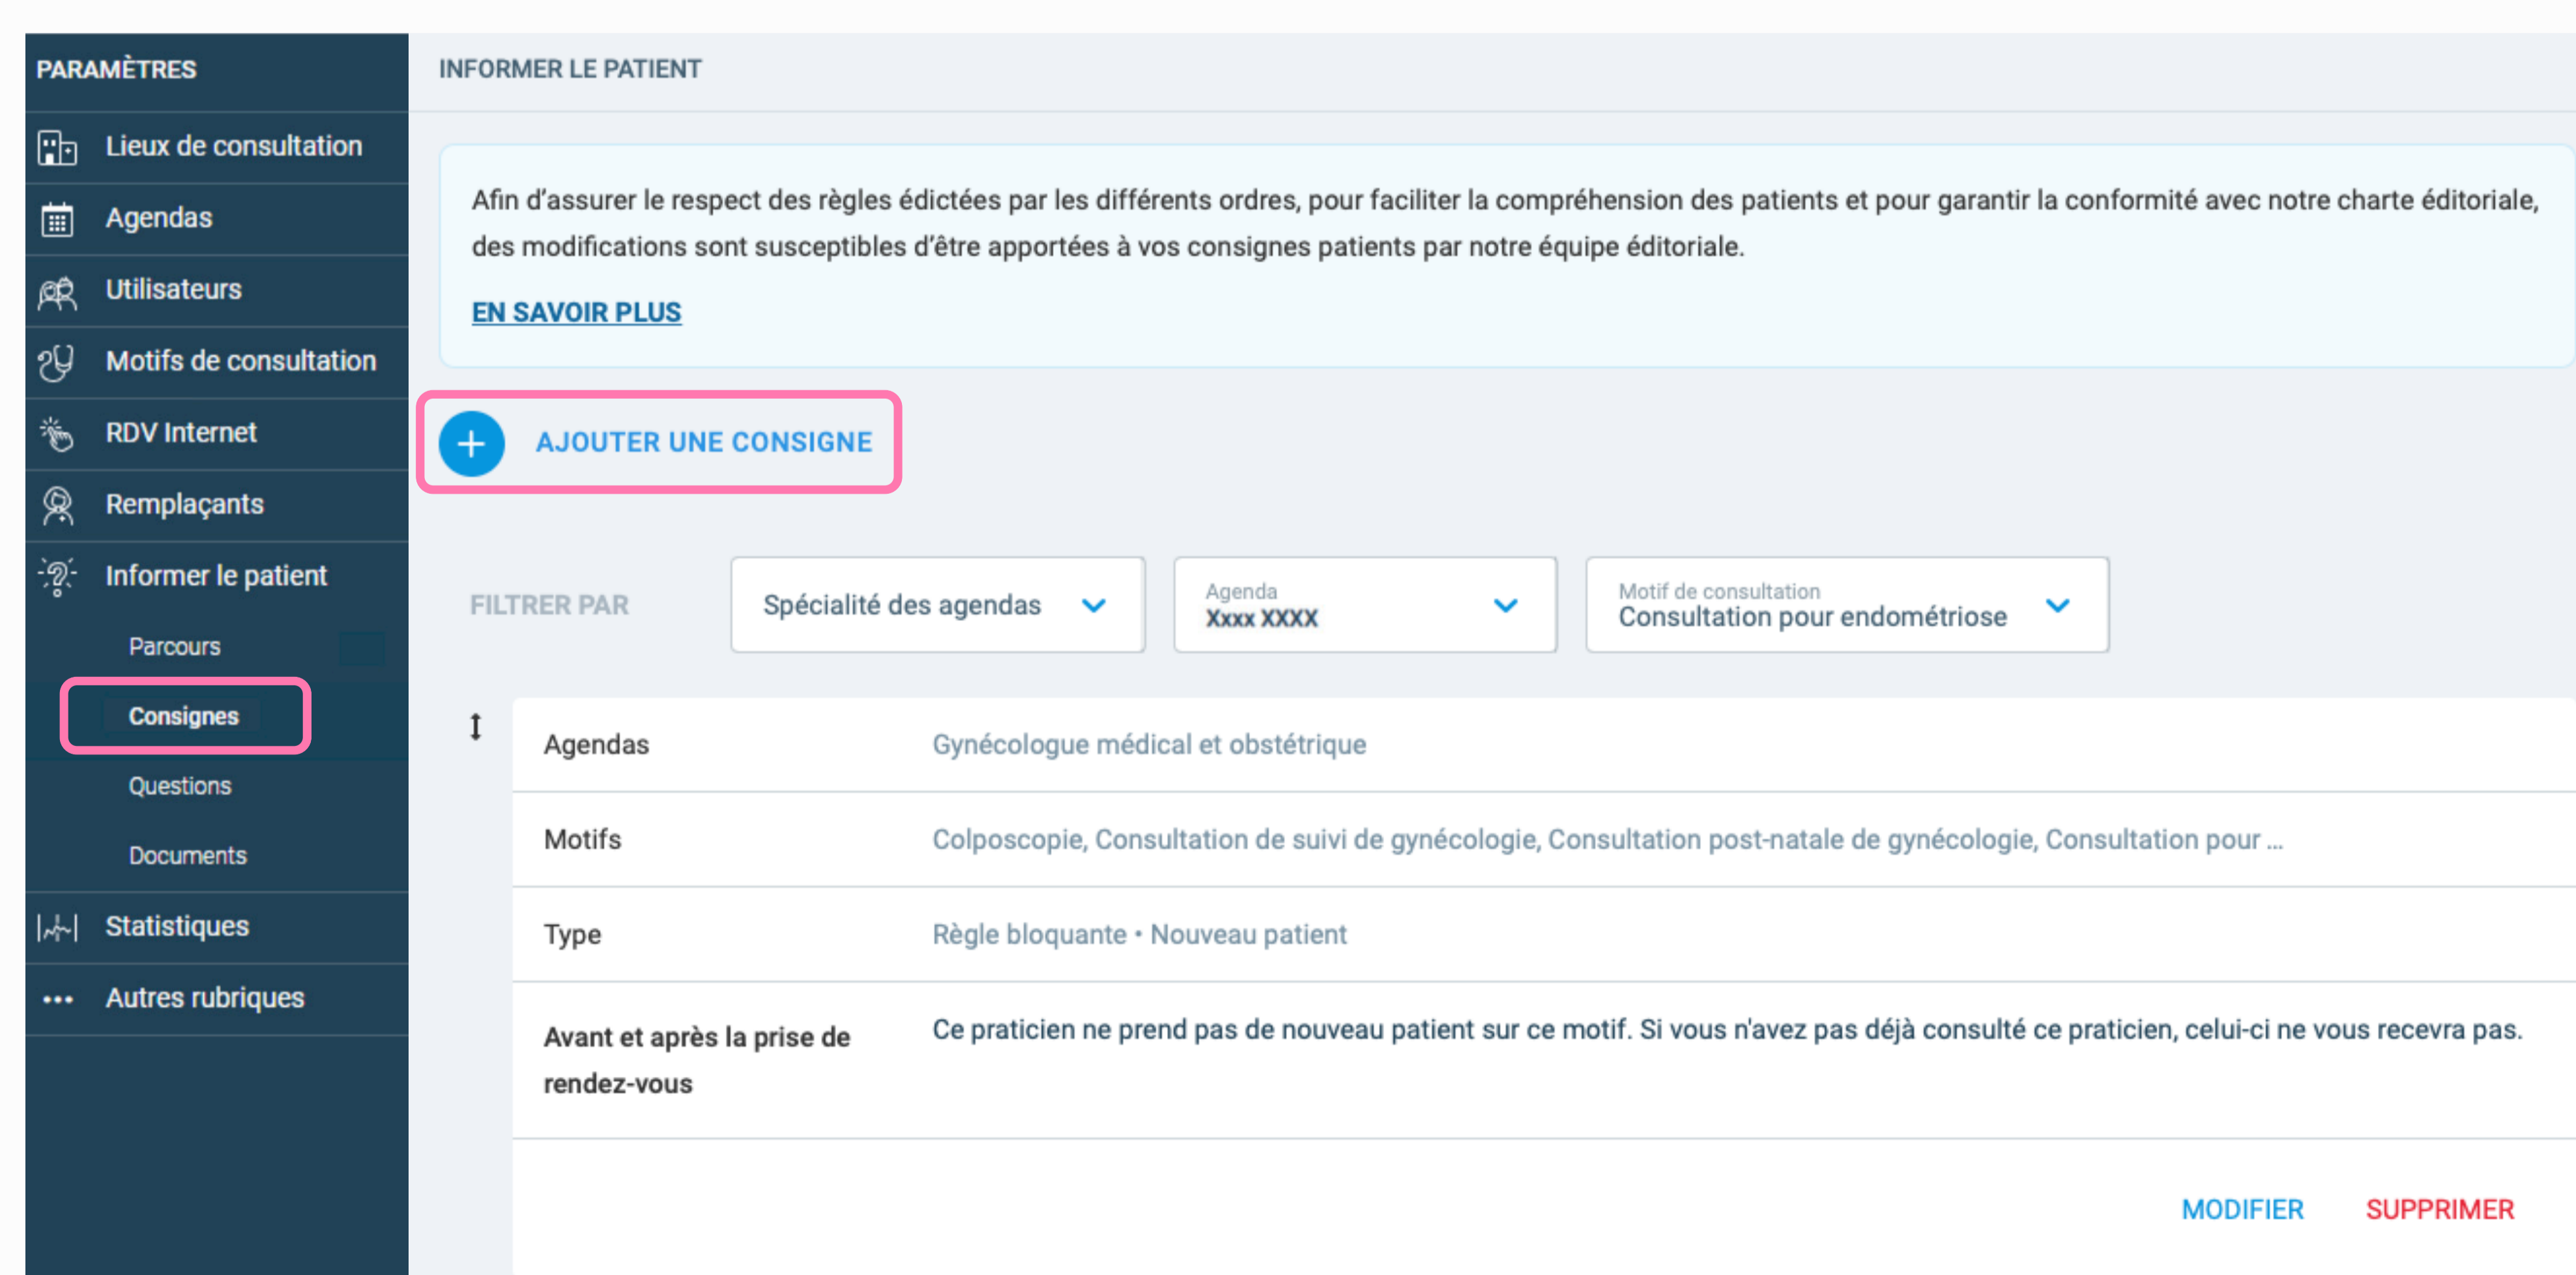 PARAMÈTRES
Lieux de consultation
Agendas
Utilisateurs
Motifs de consultation
RDV Internet
Remplaçants
Informer le patient
Parcours
Consignes
Questions
Documents
Statistiques
Autres rubriques
INFORMER LE PATIENT
Afin d'assurer le respect des règles édictées par les différents ordres, pour faciliter la compréhension des patients et pour garantir la conformité avec notre charte éditoriale,
des modifications sont susceptibles d'être apportées à vos consignes patients par notre équipe éditoriale.
EN SAVOIR PLUS
AJOUTER UNE CONSIGNE
FILTRER PAR
Spécialité des agendas
Agenda
Xxxx XXXX
Motif de consultation
Consultation pour endométriose
Agendas
Gynécologue médical et obstétrique
Motifs
Colposcopie, Consultation de suivi de gynécologie, Consultation post-natale de gynécologie, Consultation pour ...
Type
Règle bloquante • Nouveau patient
Avant et après la prise de
rendez-vous
Ce praticien ne prend pas de nouveau patient sur ce motif. Si vous n'avez pas déjà consulté ce praticien, celui-ci ne vous recevra pas.
MODIFIER
SUPPRIMER